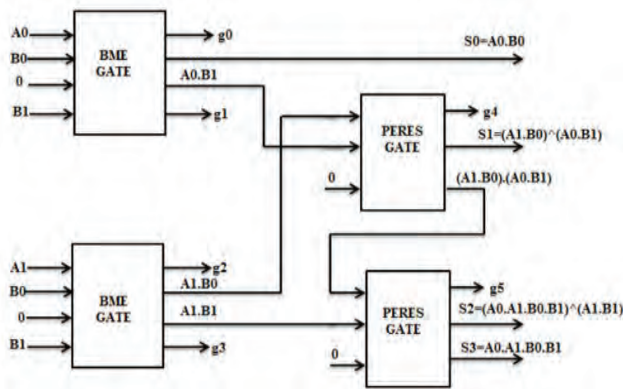 A0
B0
0
B1
BME
GATE
g0
S0=A0.B0
A0.B1
g1
PERES
GATE
0
g4
S1=(A1.B0)^(A0.B1)
(A1.B0).(A0.B1)
A1
B0
0
B1
BME
GATE
g2
A1.B0
A1.B1
g3
PERES
GATE
0
g5
S2=(A0.A1.B0.B1)^(A1.B1)
S3=A0.A1.B0.B1